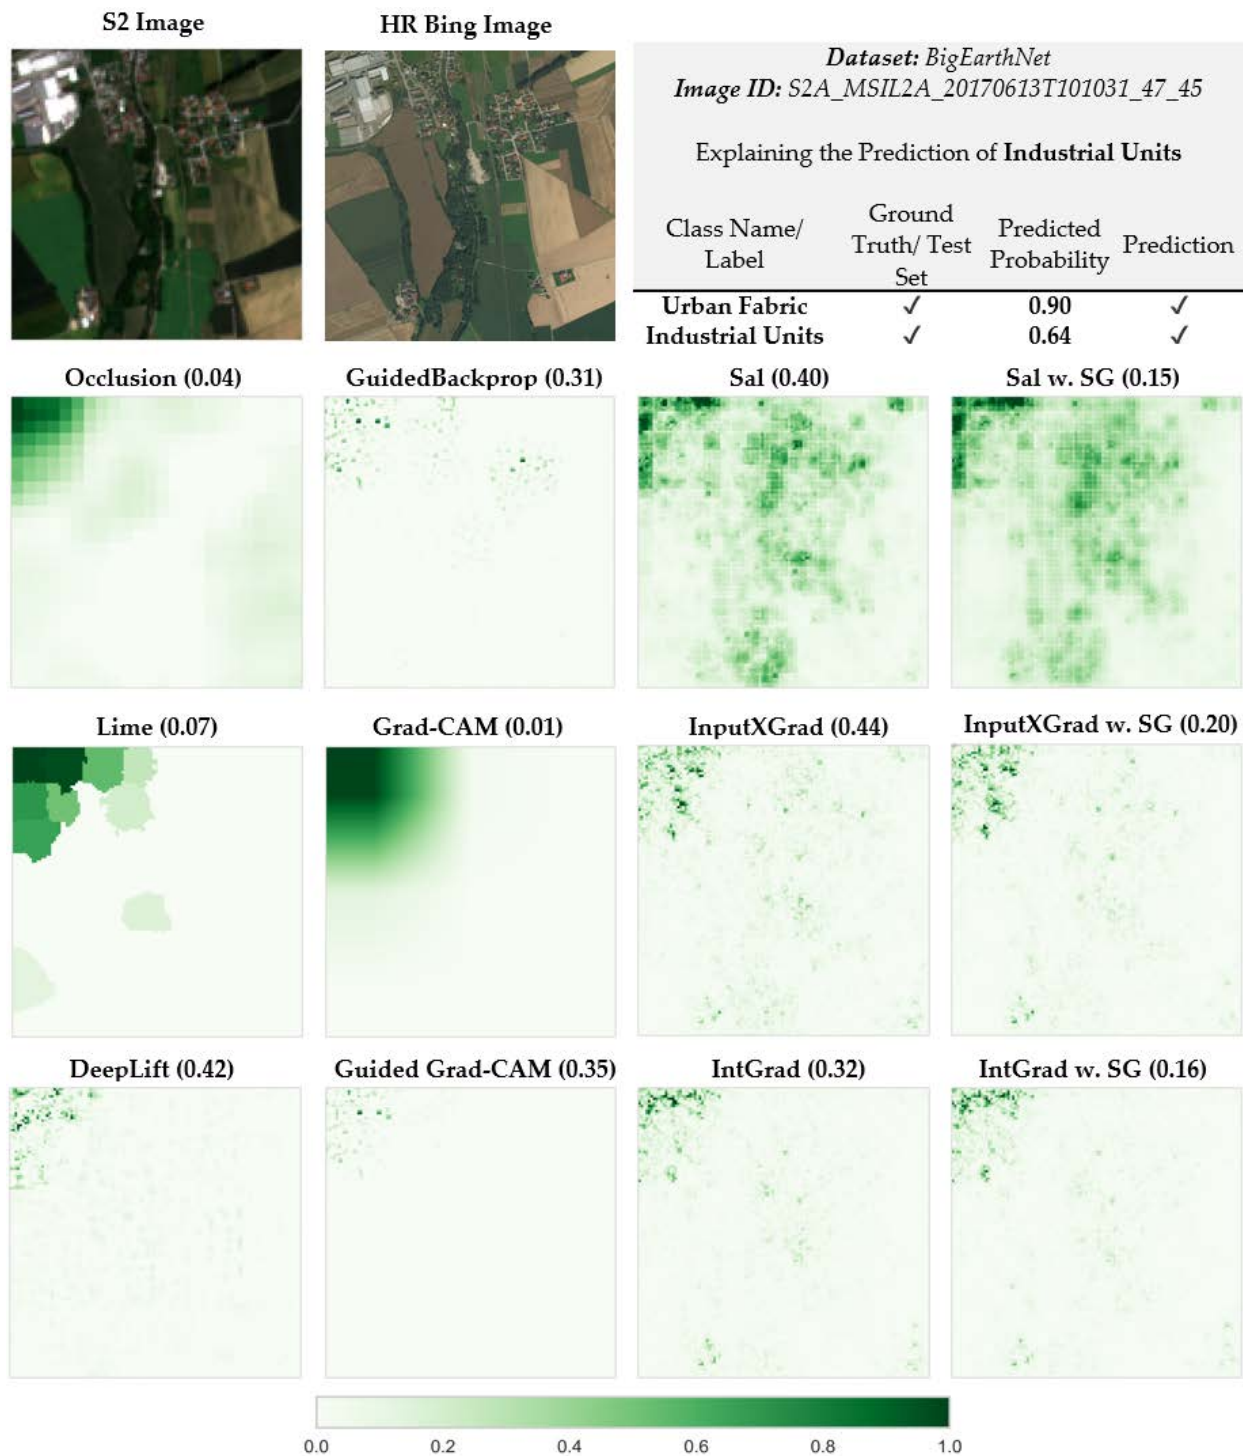 S2 Image
HR Bing Image
Dataset: BigEarthNet
Image ID: S2A_MSIL2A_20170613T101031_47_45
Explaining the Prediction of Industrial Units
Class Name/
Label
Ground
Truth/ Test
Set
Predicted
Probability
Prediction
Urban Fabric ✓ 0.90 ✓
Industrial Units ✓ 0.64 ✓
Occlusion (0.04)
GuidedBackprop (0.31)
Sal (0.40)
Sal w. SG (0.15)
Lime (0.07)
Grad-CAM (0.01)
InputXGrad (0.44)
InputXGrad w. SG (0.20)
DeepLift (0.42)
Guided Grad-CAM (0.35)
IntGrad (0.32)
IntGrad w. SG (0.16)
0.0 0.2 0.4 0.6 0.8 1.0